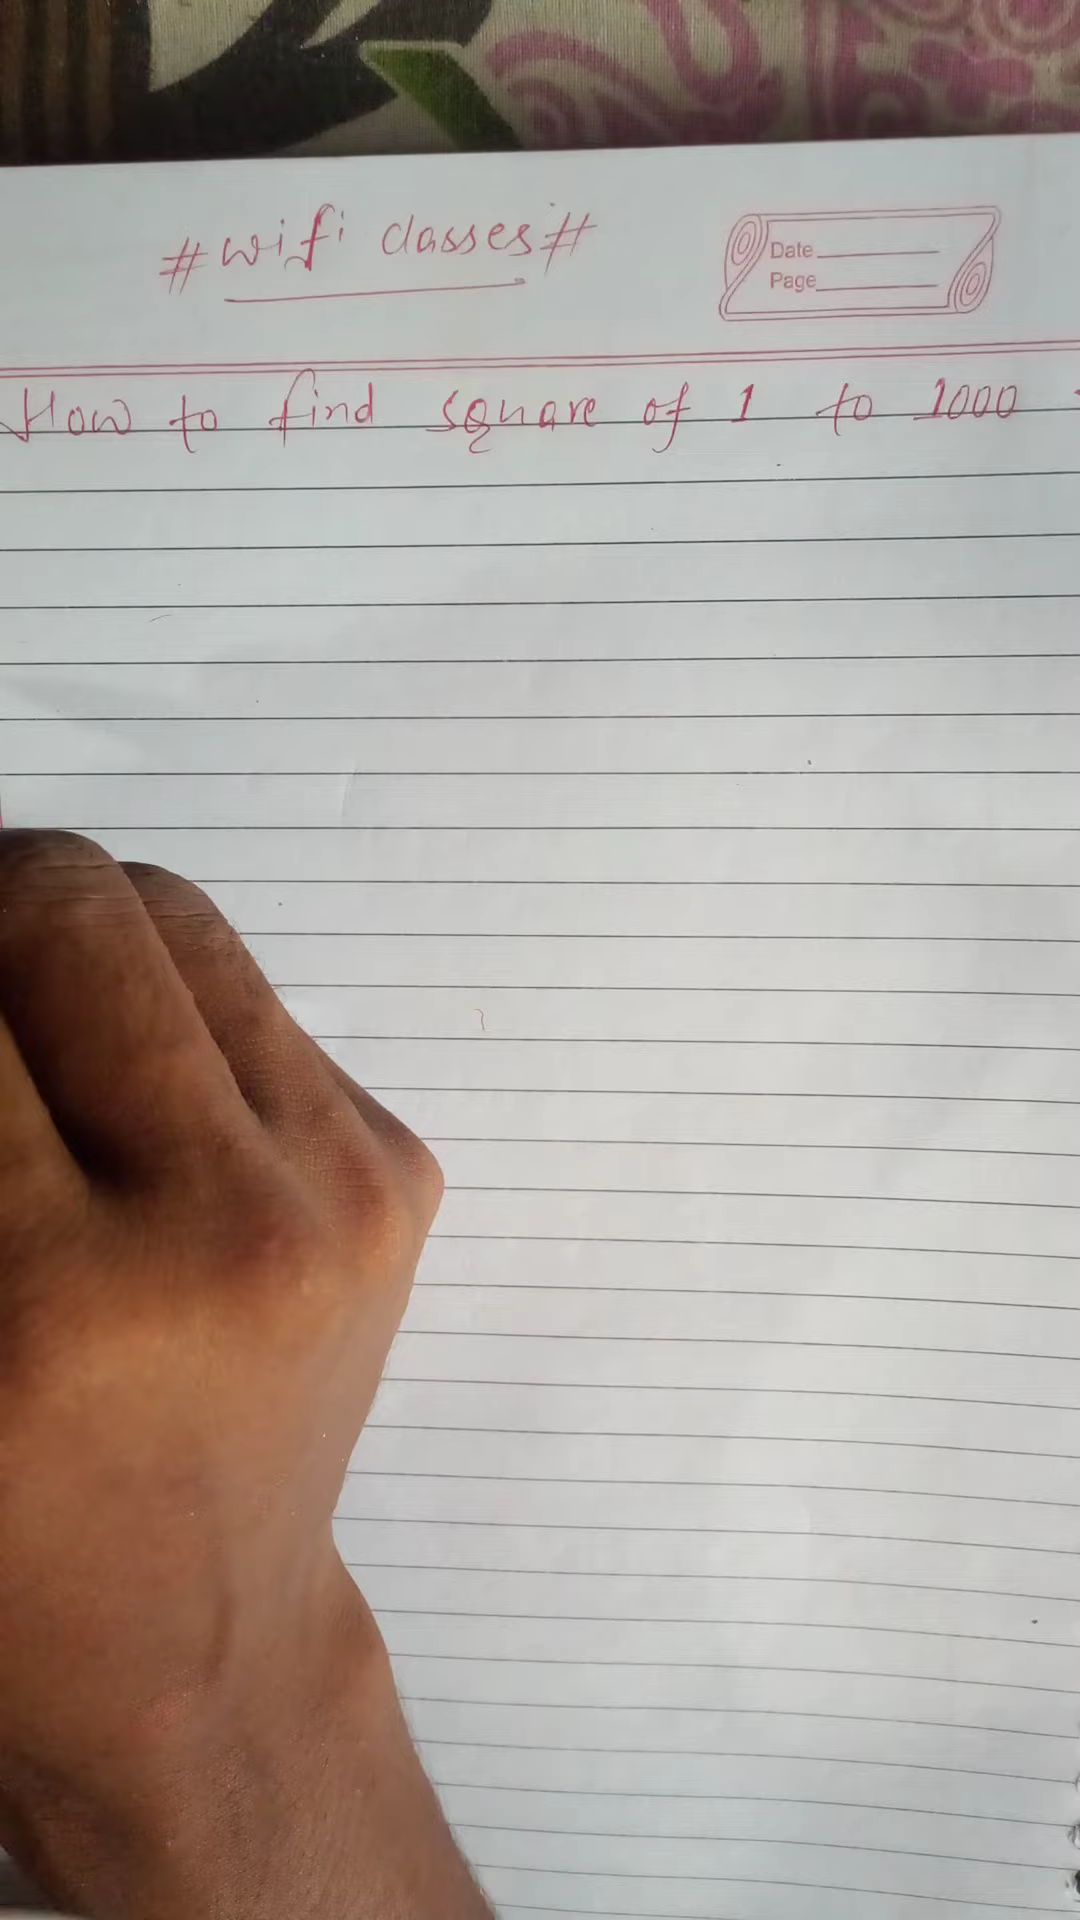 #wifi classes#
Date
Page
How to find square of 1 to 1000